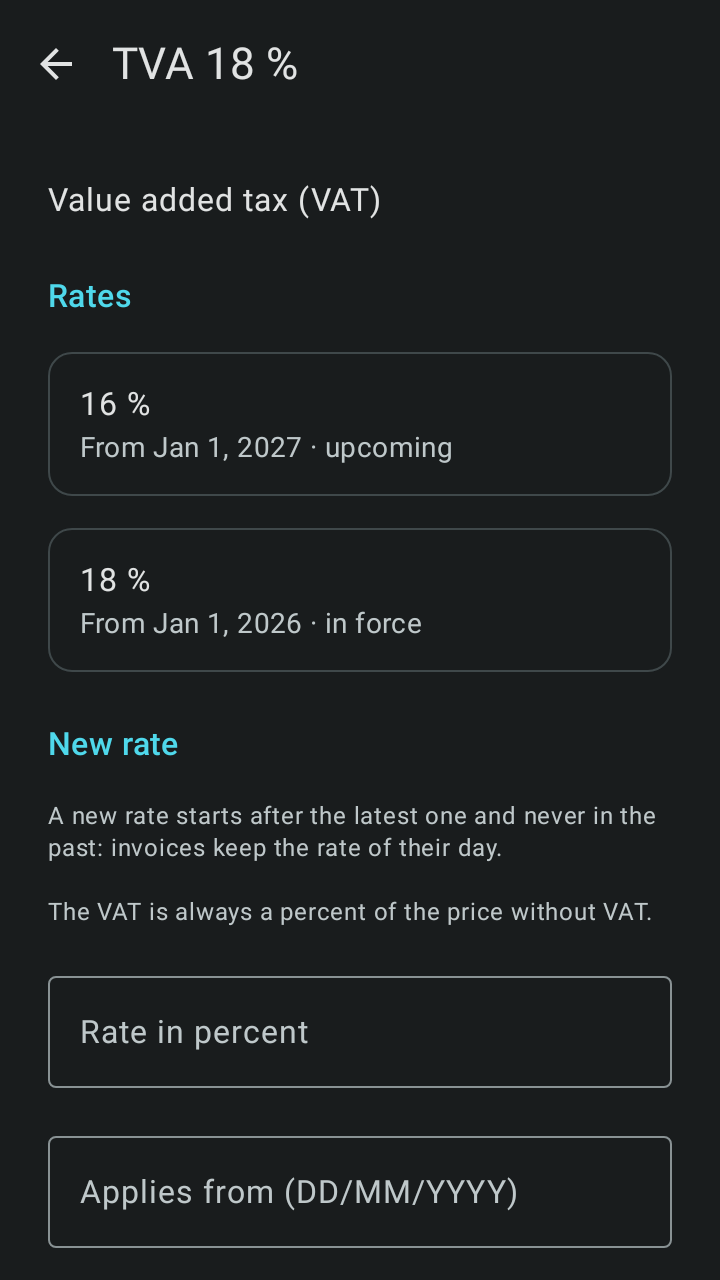 TVA 18 %
Value added tax (VAT)
Rates
16 %
From Jan 1, 2027 · upcoming
18 %
From Jan 1, 2026 · in force
New rate
A new rate starts after the latest one and never in the
past: invoices keep the rate of their day.
The VAT is always a percent of the price without VAT.
Rate in percent
Applies from (DD/MM/YYYY)